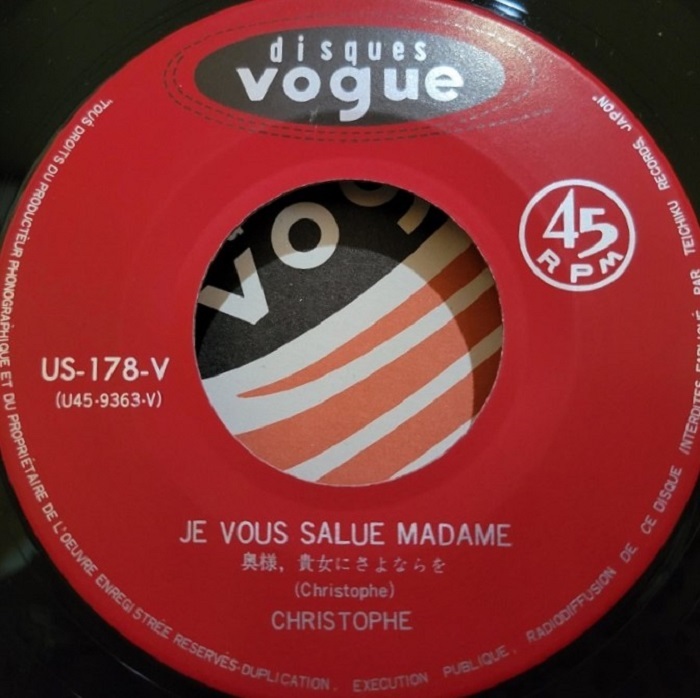 disques
vogue
45
RPM
US-178-V
(U45-9363-V)
JE VOUS SALUE MADAME
奥様，貴女にさよならを
(Christophe)
CHRISTOPHE
"TOUS DROITS DU PRODUCTEUR PHONOGRAPHIQUE ET DU PROPRIÉTAIRE DE L'OEUVRE ENREGISTRÉE RESERVÉS-DUPLICATION, EXECUTION PUBLIQUE, RADIODIFFUSION DE CE DISQUE PAR TEICHIKU RECORDS, JAPON"
VO